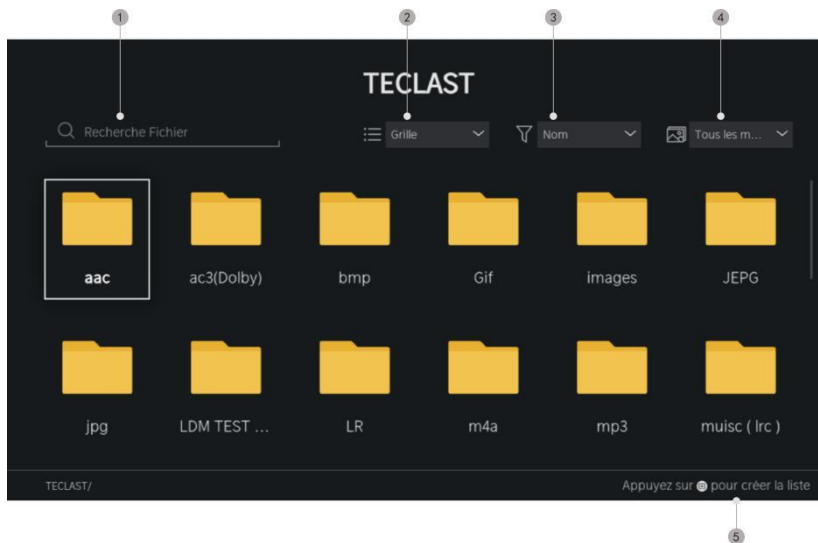 1 2 3 4
TECLAST
Recherche Fichier Grille Nom Tous les m...
aac ac3(Dolby) bmp Gif images JEPG
jpg LDM TEST ... LR m4a mp3 muisc ( lrc )
TECLAST/ Appuyez sur pour créer la liste
5